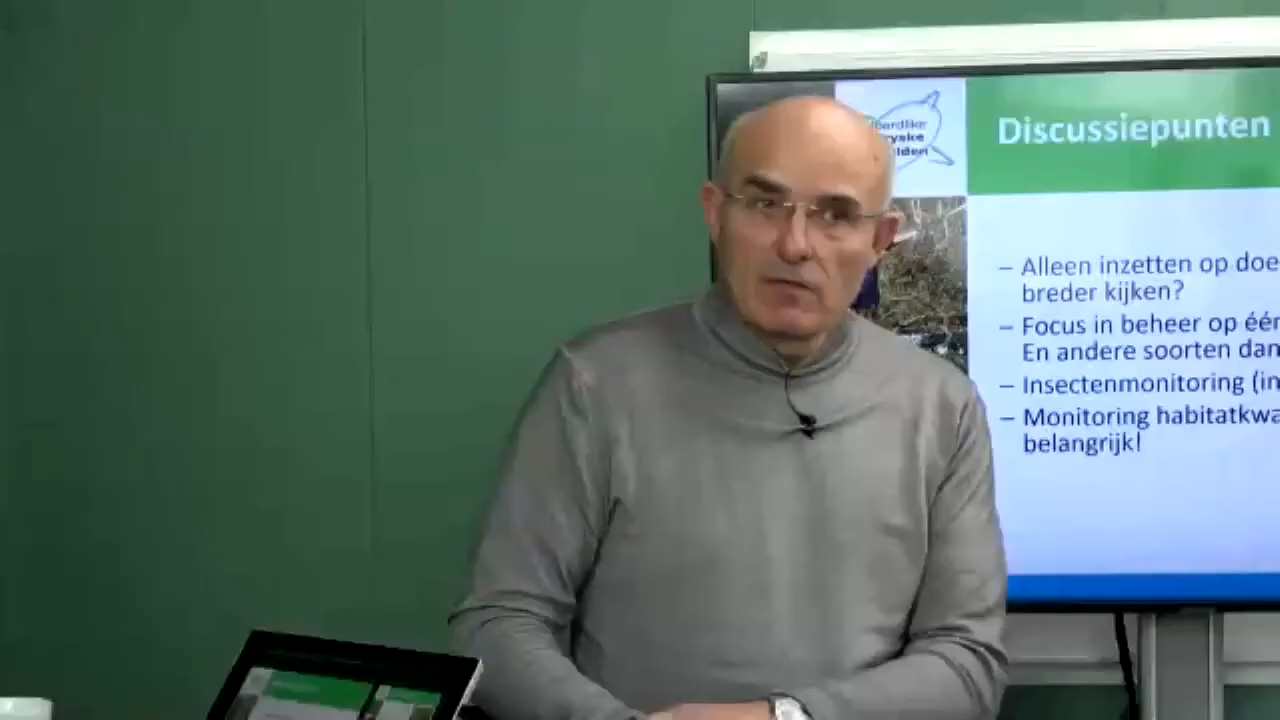 Discussiepunten
– Alleen inzetten op doe
breder kijken?
– Focus in beheer op één
En andere soorten dan
– Insectenmonitoring (in
– Monitoring habitatkwa
belangrijk!